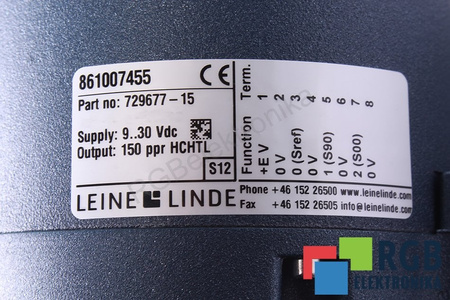 861007455 CE
Part no: 729677-15
Supply: 9..30 Vdc
Output: 150 ppr HCHTL
S12
LEINE LINDE
Function Term.
+E V 1
0 V 2
0 (Sref) 3
0 V 4
1 (S90) 5
0 V 6
2 (S00) 7
0 V 8
Phone +46 152 26500 www.leinelinde.com
Fax +46 152 26505 info@leinelinde.com
RGBelektronika
RGB
ELEKTRONIKA